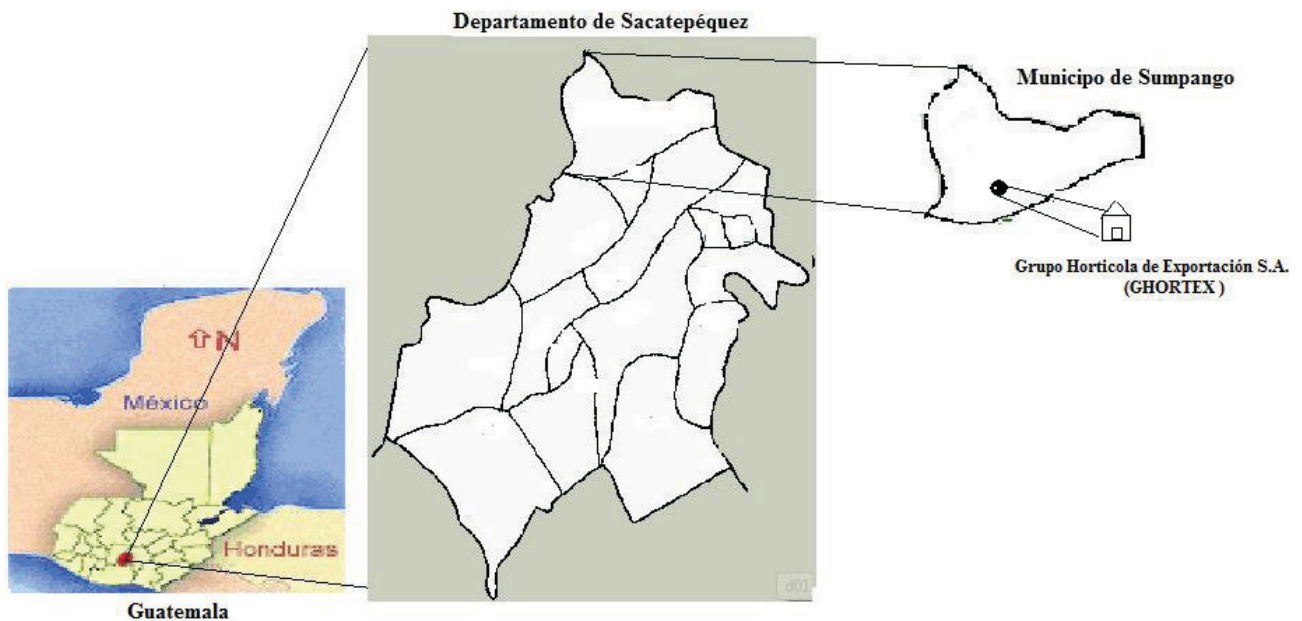 Departamento de Sacatepéquez
Municipo de Sumpango
Grupo Horticola de Exportación S.A.
(GHORTEX )
N
México
Honduras
Guatemala
d01